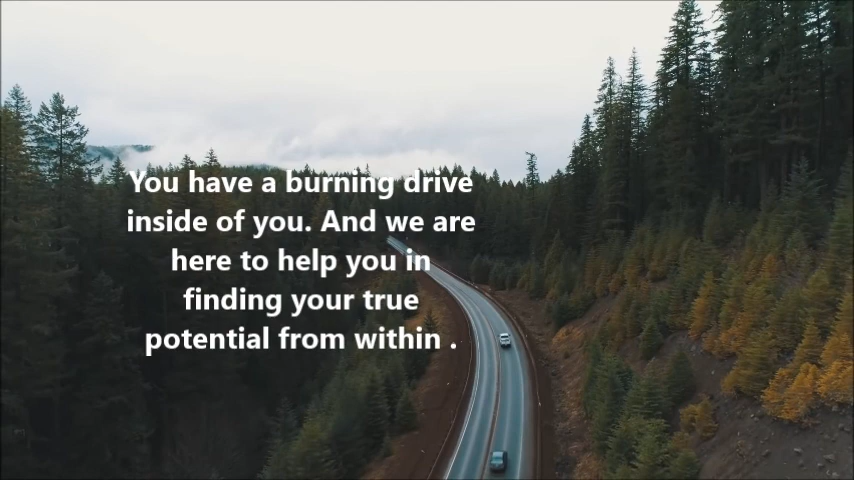 You have a burning drive
inside of you. And we are
here to help you in
finding your true
potential from within .